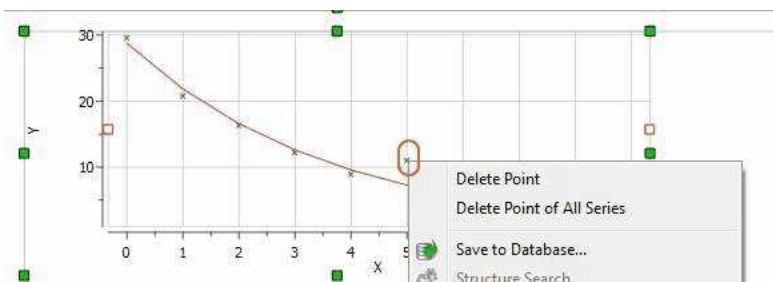 30
20
10
Y
0 1 2 3 4 5
X
Delete Point
Delete Point of All Series
Save to Database...
Structure Search